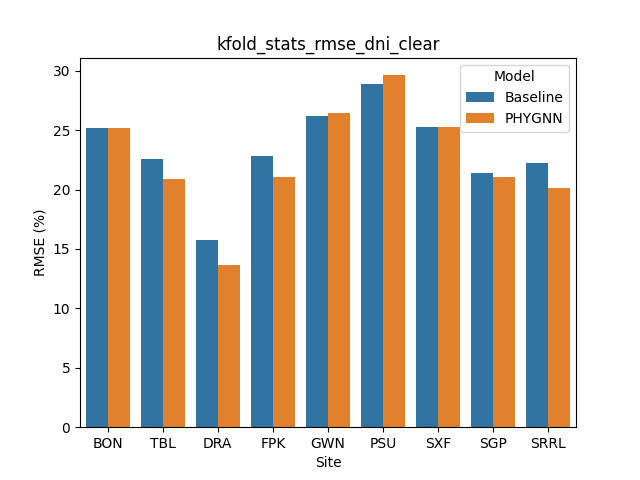 kfold_stats_rmse_dni_clear
Model
Baseline
PHYGNN
RMSE (%)
30
25
20
15
10
5
0
BON TBL DRA FPK GWN PSU SXF SGP SRRL
Site